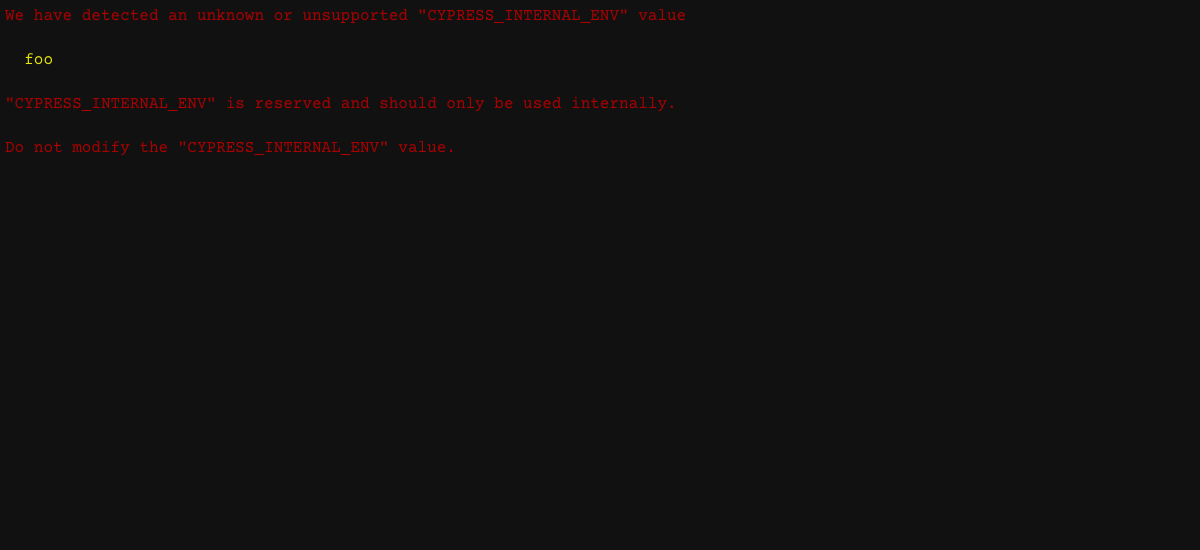 We have detected an unknown or unsupported "CYPRESS_INTERNAL_ENV" value
foo
"CYPRESS_INTERNAL_ENV" is reserved and should only be used internally.
Do not modify the "CYPRESS_INTERNAL_ENV" value.